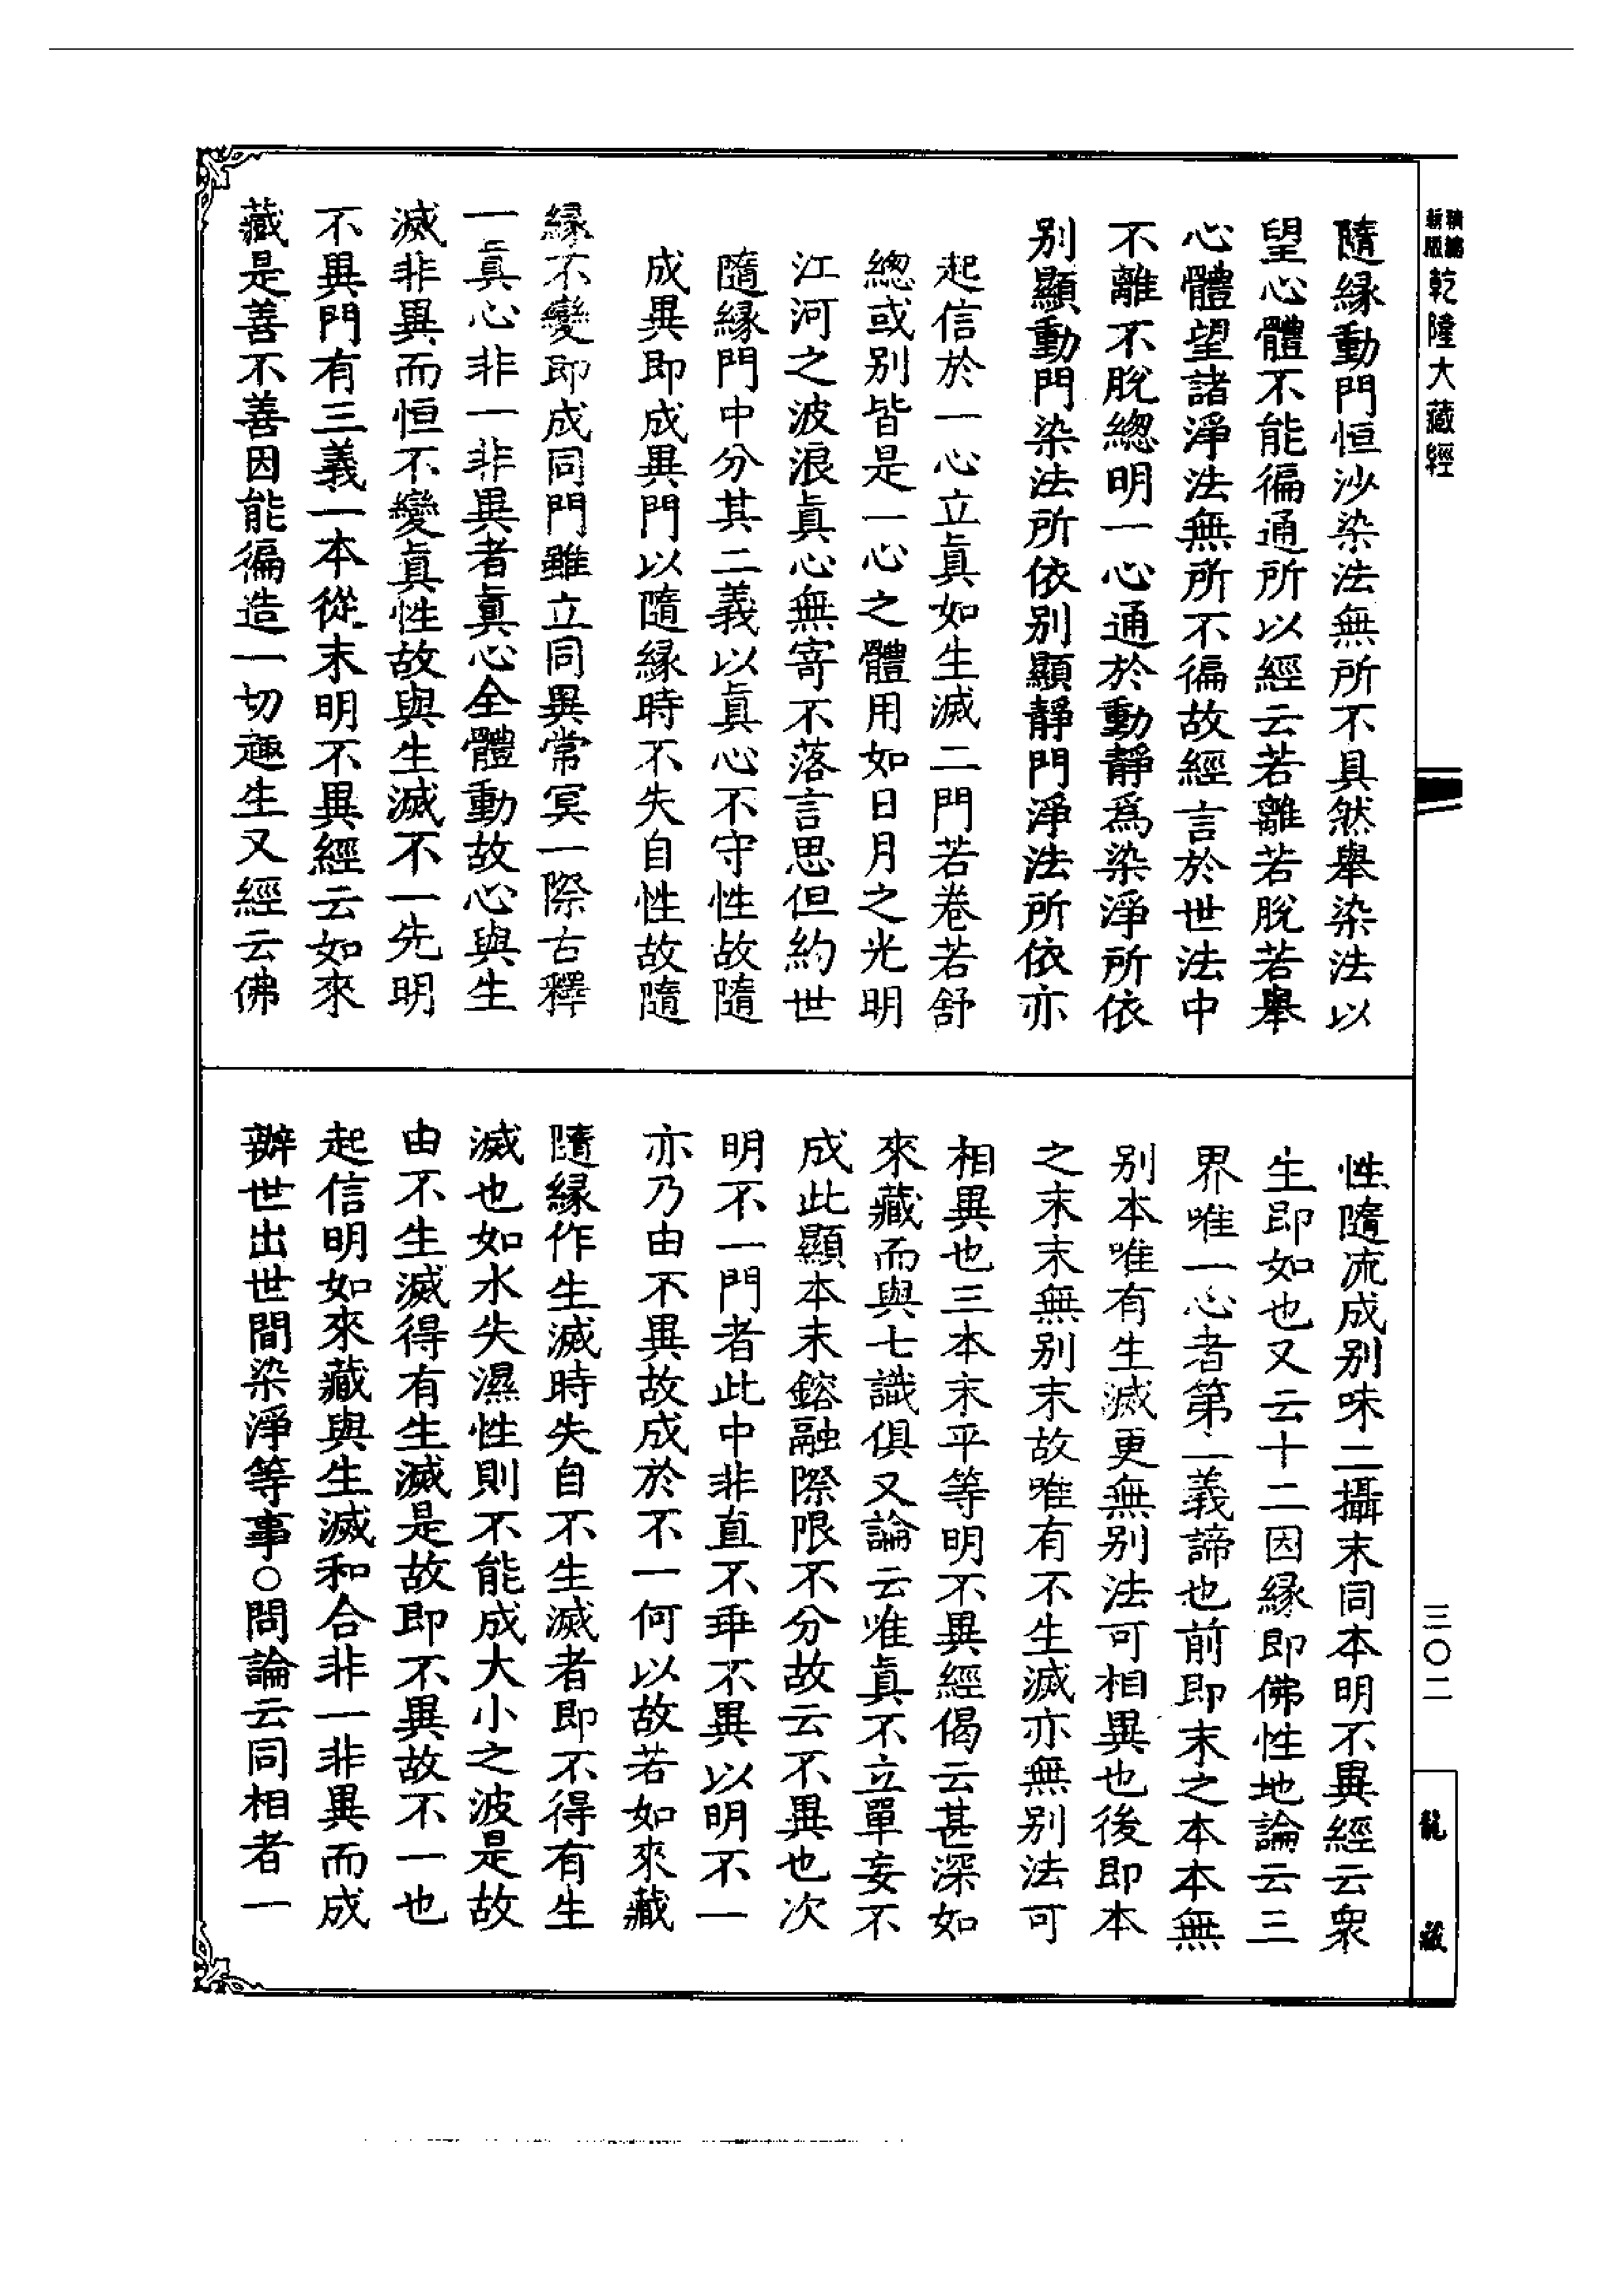 精編新版乾隆大藏經
隨緣動門恒沙染法無所不具然舉染法以
望心體不能徧通所以經云若離若脫若舉
心體望諸淨法無所不徧故經言於世法中
不離不脫總明一心通於動靜為染淨所依
別顯動門染法所依別顯靜門淨法所依亦
起信於一心立眞如生滅二門若卷若舒
總或別皆是一心之體用如日月之光明
江河之波浪眞心無寄不落言思但約世
隨緣門中分其二義以眞心不守性故隨
成異即成異門以隨緣時不失自性故隨
緣不變即成同門雖立同異常冥一際古釋
一眞心非一非異者眞心全體動故心與生
滅非異而恒不變眞性故與生滅不一先明
不異門有三義一本從末明不異經云如來
藏是善不善因能徧造一切趣生又經云佛
性隨流成別味二攝末同本明不異經云衆
生即如也又云十二因緣即佛性地論云三
界唯一心者第一義諦也前即末之本本無
別本唯有生滅更無別法可相異也後即本
之末末無別末故唯有不生滅亦無別法可
相異也三本末平等明不異經偈云甚深如
來藏而與七識俱又論云唯眞不立單妄不
成此顯本末鎔融際限不分故云不異也次
明不一門者此中非直不乖不異以明不一
亦乃由不異故成於不一何以故若如來藏
隨緣作生滅時失自不生滅者即不得有生
滅也如水失濕性則不能成大小之波是故
由不生滅得有生滅是故即不異故不一也
起信明如來藏與生滅和合非一非異而成
辦世出世間染淨等事○問論云同相者一
三〇二
龍藏